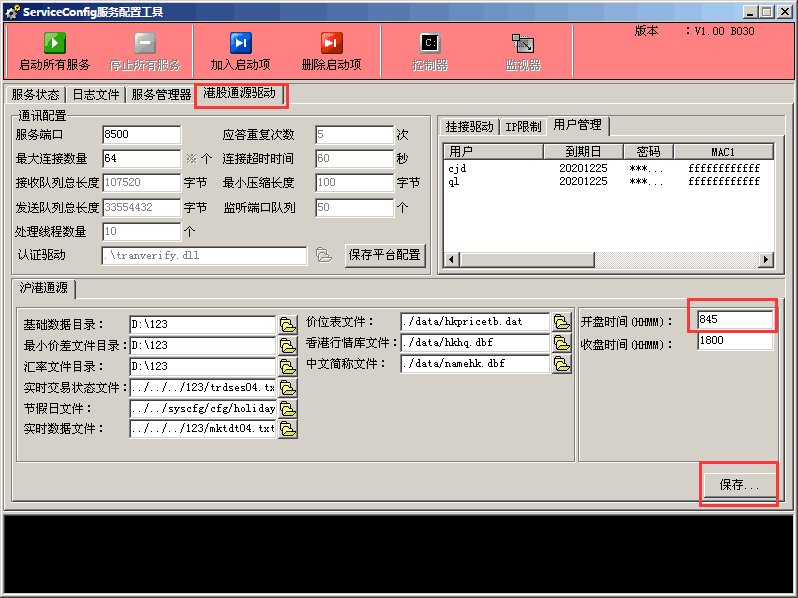 ServiceConfig服务配置工具
启动所有服务 停止所有服务 加入启动项 删除启动项 控制器 监视器 版本 : V1.00 B030
服务状态 日志文件 服务管理器 港股通源驱动
通讯配置
服务端口 8500 应答重复次数 5 次
最大连接数量 64 ※ 个 连接超时时间 60 秒
接收队列总长度 107520 字节 最小压缩长度 100 字节
发送队列总长度 33554432 字节 监听端口队列 50 个
处理线程数量 10 个
认证驱动 .\tranverify.dll 保存平台配置
挂接驱动 IP限制 用户管理
用户 到期日 密码 MAC1
cjd 20201225 ***... ffffffffffff
ql 20201225 ***... ffffffffffff
沪港通源
基础数据目录: D:\123 价位表文件: ./data/hkpricetb.dat 开盘时间(HHMM): 845
最小价差文件目录: D:\123 香港行情库文件: ./data/hkhq.dbf 收盘时间(HHMM): 1800
汇率文件目录: D:\123 中文简称文件: ./data/namehk.dbf
实时交易状态文件: ../../../123/trdses04.tx
节假日文件: ../../syscfg/cfg/holiday
实时数据文件: ../../../123/mktdt04.txt
保存...